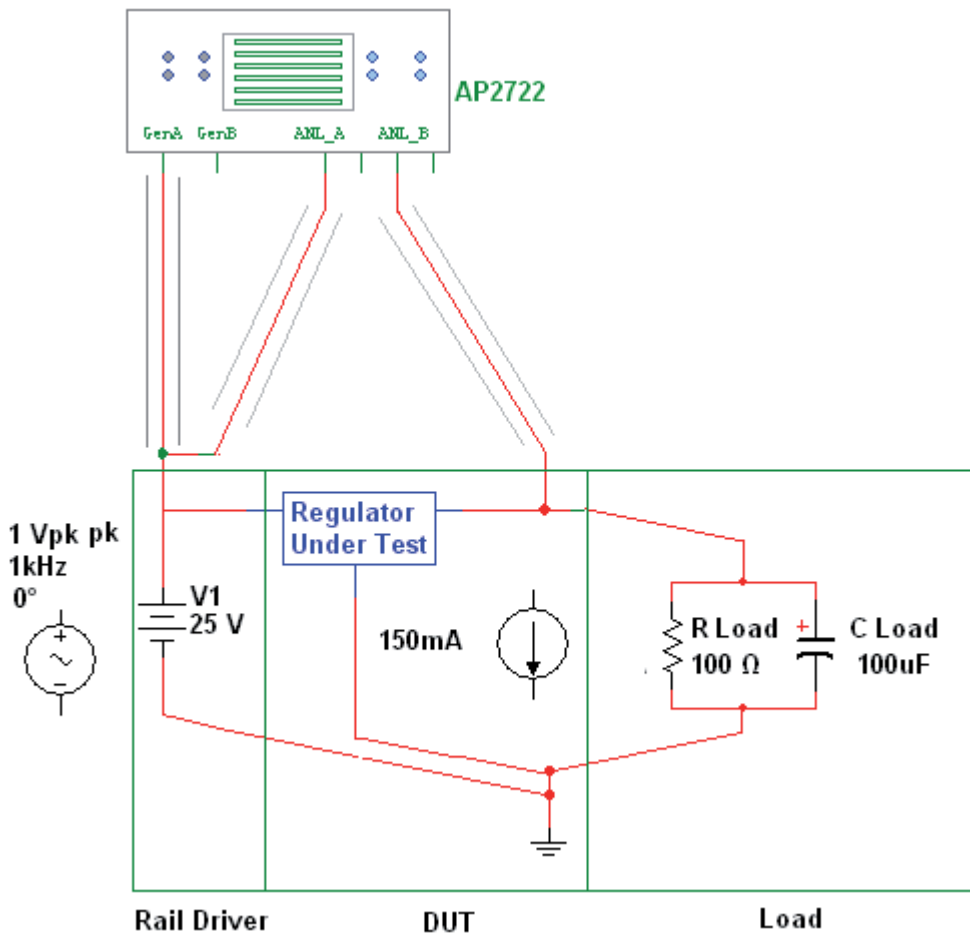 AP2722
GenA GenB ANL_A ANL_B
1 Vpk pk
1kHz
0°
V1
25 V
Regulator
Under Test
150mA
R Load
100 Ω
C Load
100uF
Rail Driver
DUT
Load